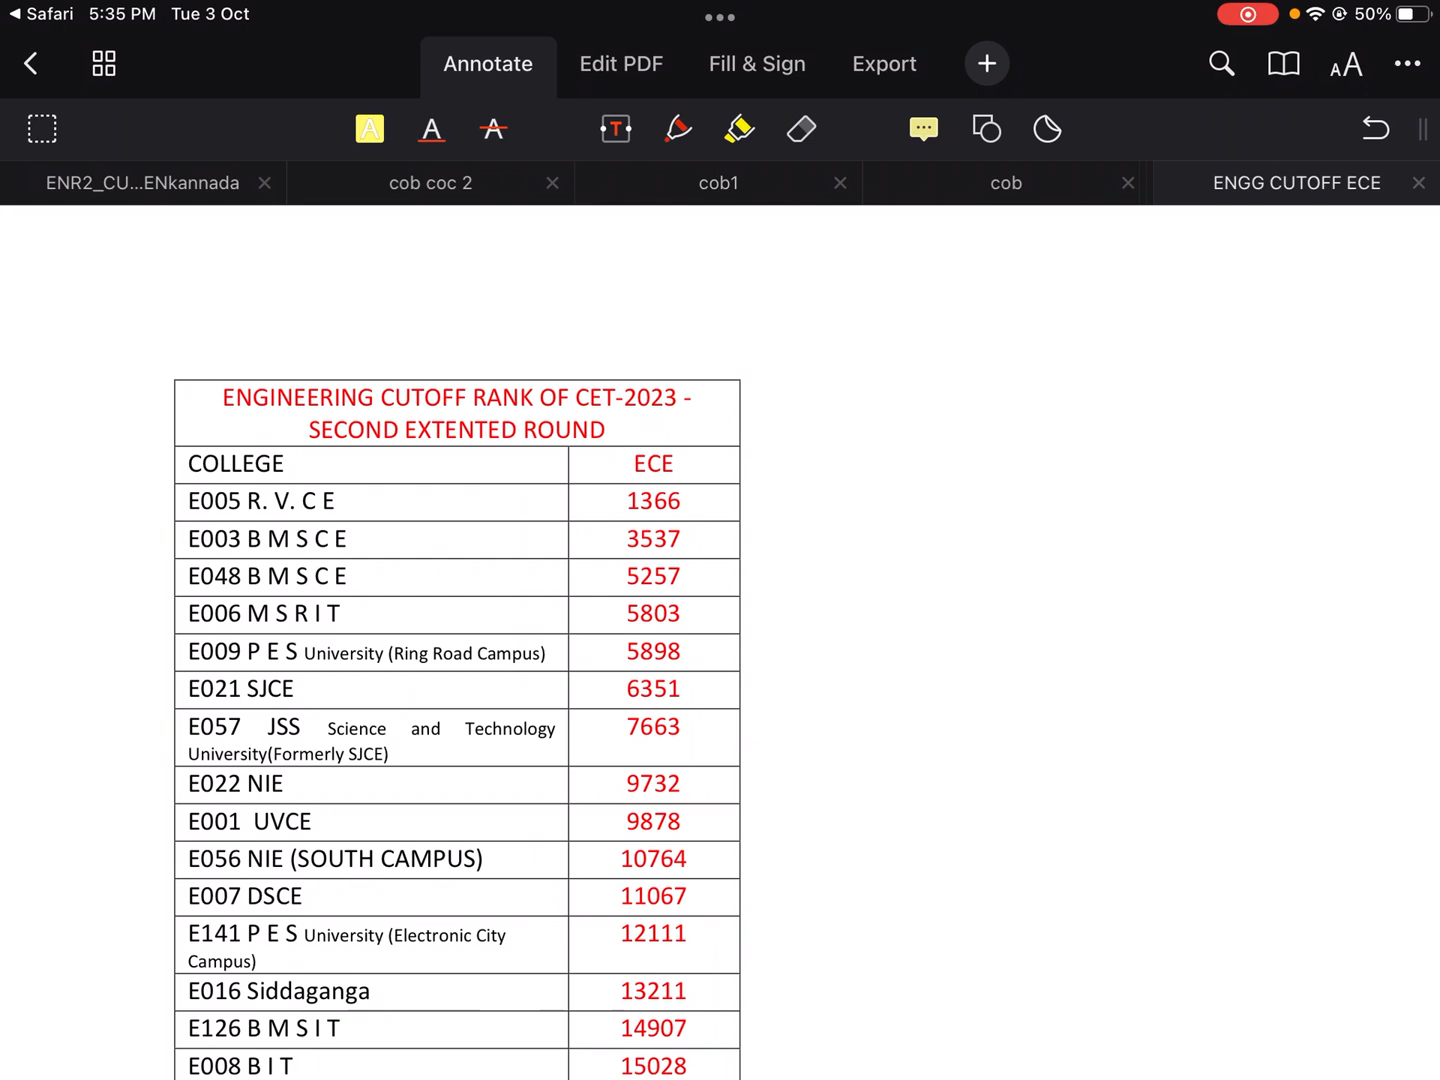 Safari 5:35 PM Tue 3 Oct
50%
Annotate Edit PDF Fill & Sign Export
AA
A A A T
ENR2_CU...ENkannada cob coc 2 cob1 cob ENGG CUTOFF ECE
ENGINEERING CUTOFF RANK OF CET-2023 -
SECOND EXTENTED ROUND
COLLEGE ECE
E005 R. V. C E 1366
E003 B M S C E 3537
E048 B M S C E 5257
E006 M S R I T 5803
E009 P E S University (Ring Road Campus) 5898
E021 SJCE 6351
E057 JSS Science and Technology 7663
University(Formerly SJCE)
E022 NIE 9732
E001 UVCE 9878
E056 NIE (SOUTH CAMPUS) 10764
E007 DSCE 11067
E141 P E S University (Electronic City 12111
Campus)
E016 Siddaganga 13211
E126 B M S I T 14907
E008 B I T 15028